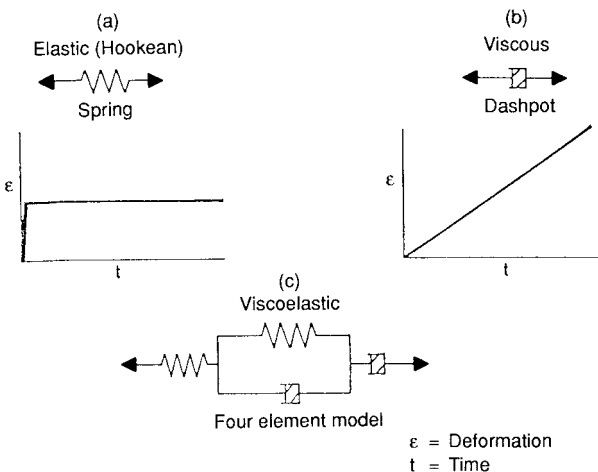 (a)
Elastic (Hookean)
Spring
ε
t
(b)
Viscous
Dashpot
ε
t
(c)
Viscoelastic
Four element model
ε = Deformation
t = Time